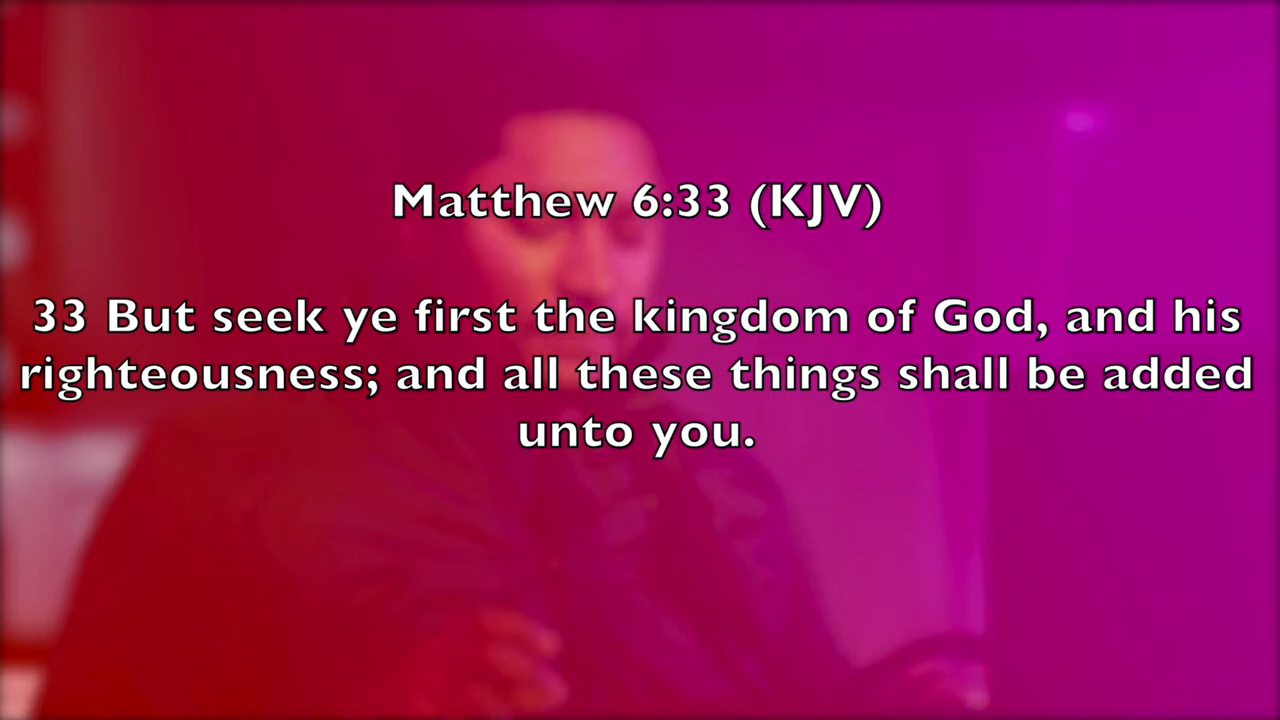 Matthew 6:33 (KJV)
33 But seek ye first the kingdom of God, and his
righteousness; and all these things shall be added
unto you.